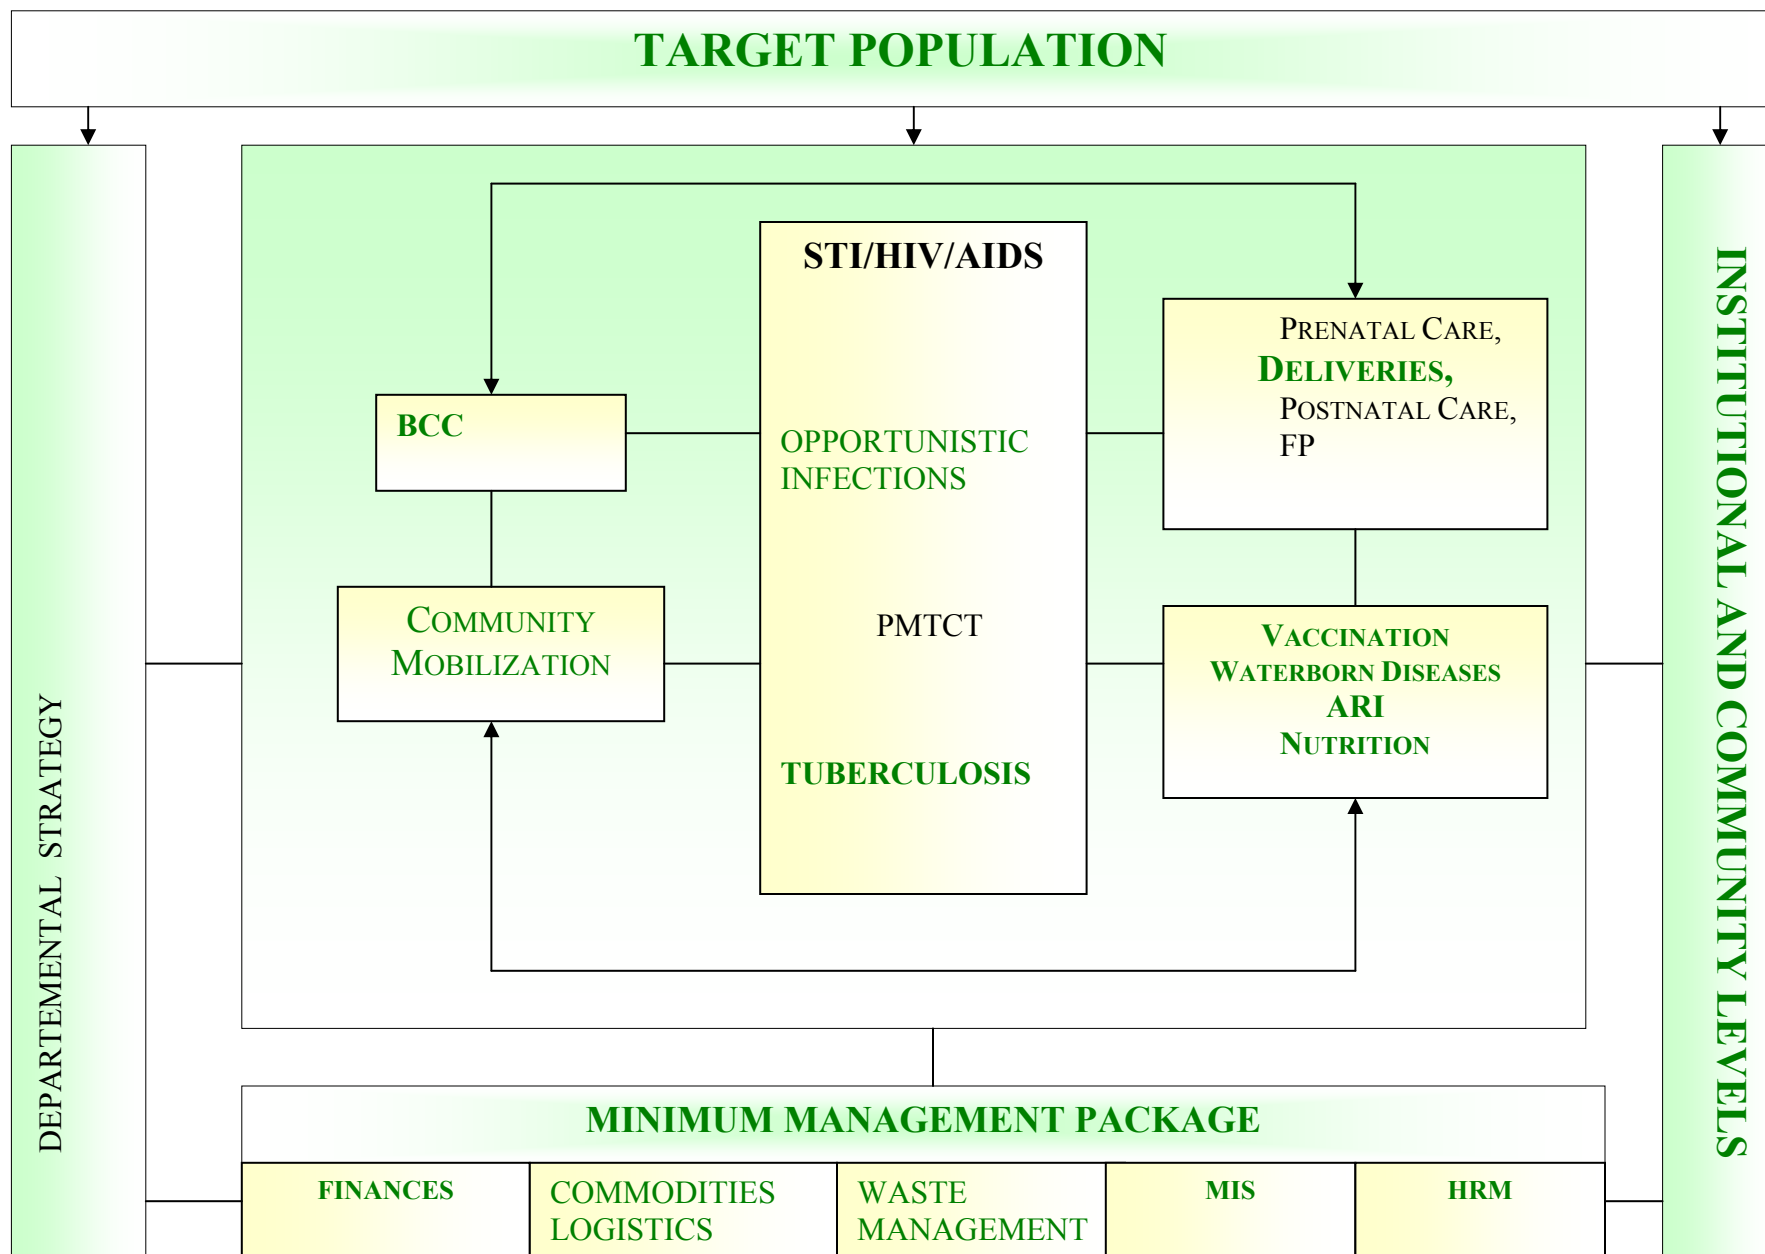 TARGET POPULATION
DEPARTEMENTAL STRATEGY
STI/HIV/AIDS
OPPORTUNISTIC
INFECTIONS
PMTCT
TUBERCULOSIS
BCC
COMMUNITY
MOBILIZATION
PRENATAL CARE,
DELIVERIES,
POSTNATAL CARE,
FP
VACCINATION
WATERBORN DISEASES
ARI
NUTRITION
INSTITUTIONAL AND COMMUNITY LEVELS
MINIMUM MANAGEMENT PACKAGE
FINANCES
COMMODITIES
LOGISTICS
WASTE
MANAGEMENT
MIS
HRM